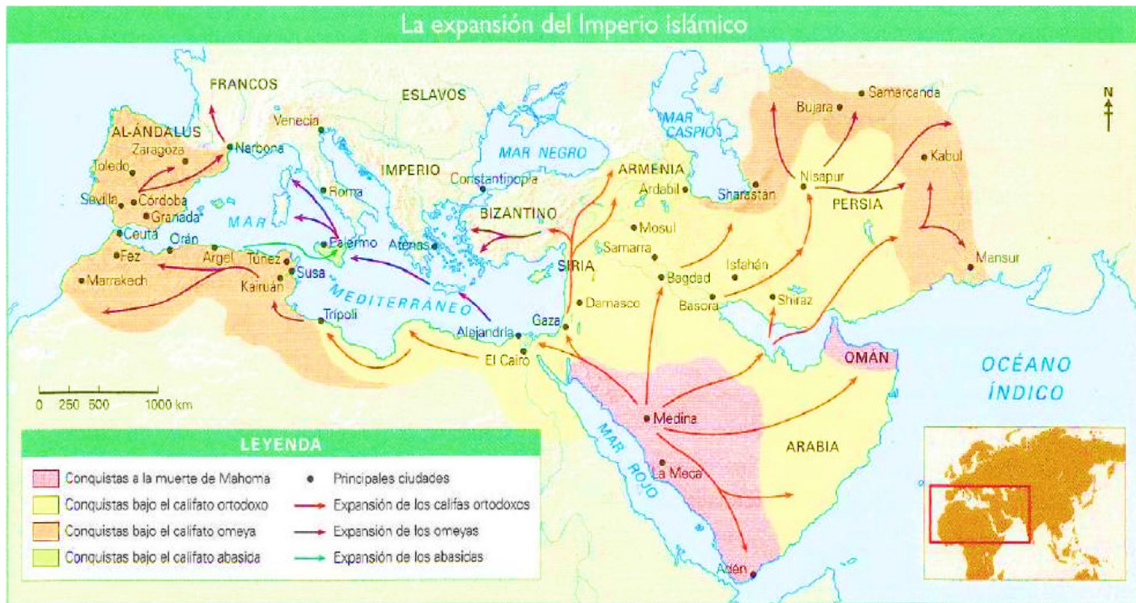 La expansión del Imperio islámico
FRANCOS
ESLAVOS
Samarcanda
Bujara
N
AL-ÁNDALUS
Venecia
MAR
CASPIO
Zaragoza
Narbona
MAR NEGRO
Kabul
Toledo
IMPERIO
ARMENIA
Constantinopla
Ardabil
Nisapur
Roma
Sharastán
Sevilla
Córdoba
BIZANTINO
PERSIA
Granada
MAR
Mosul
Ceuta
Orán
Palermo
Atenas
Samarra
Fez
Argel
Túnez
SIRIA
Isfahán
Mansur
Susa
Bagdad
Marrakech
Kairuán
MEDITERRÁNEO
Damasco
Basora
Shiraz
Trípoli
Gaza
Alejandría
El Cairo
OMÁN
OCÉANO
ÍNDICO
0 250 500 1000 km
Medina
MAR ROJO
ARABIA
La Meca
Adén
LEYENDA
Conquistas a la muerte de Mahoma
Conquistas bajo el califato ortodoxo
Conquistas bajo el califato omeya
Conquistas bajo el califato abasida
Principales ciudades
Expansión de los califas ortodoxos
Expansión de los omeyas
Expansión de los abasidas